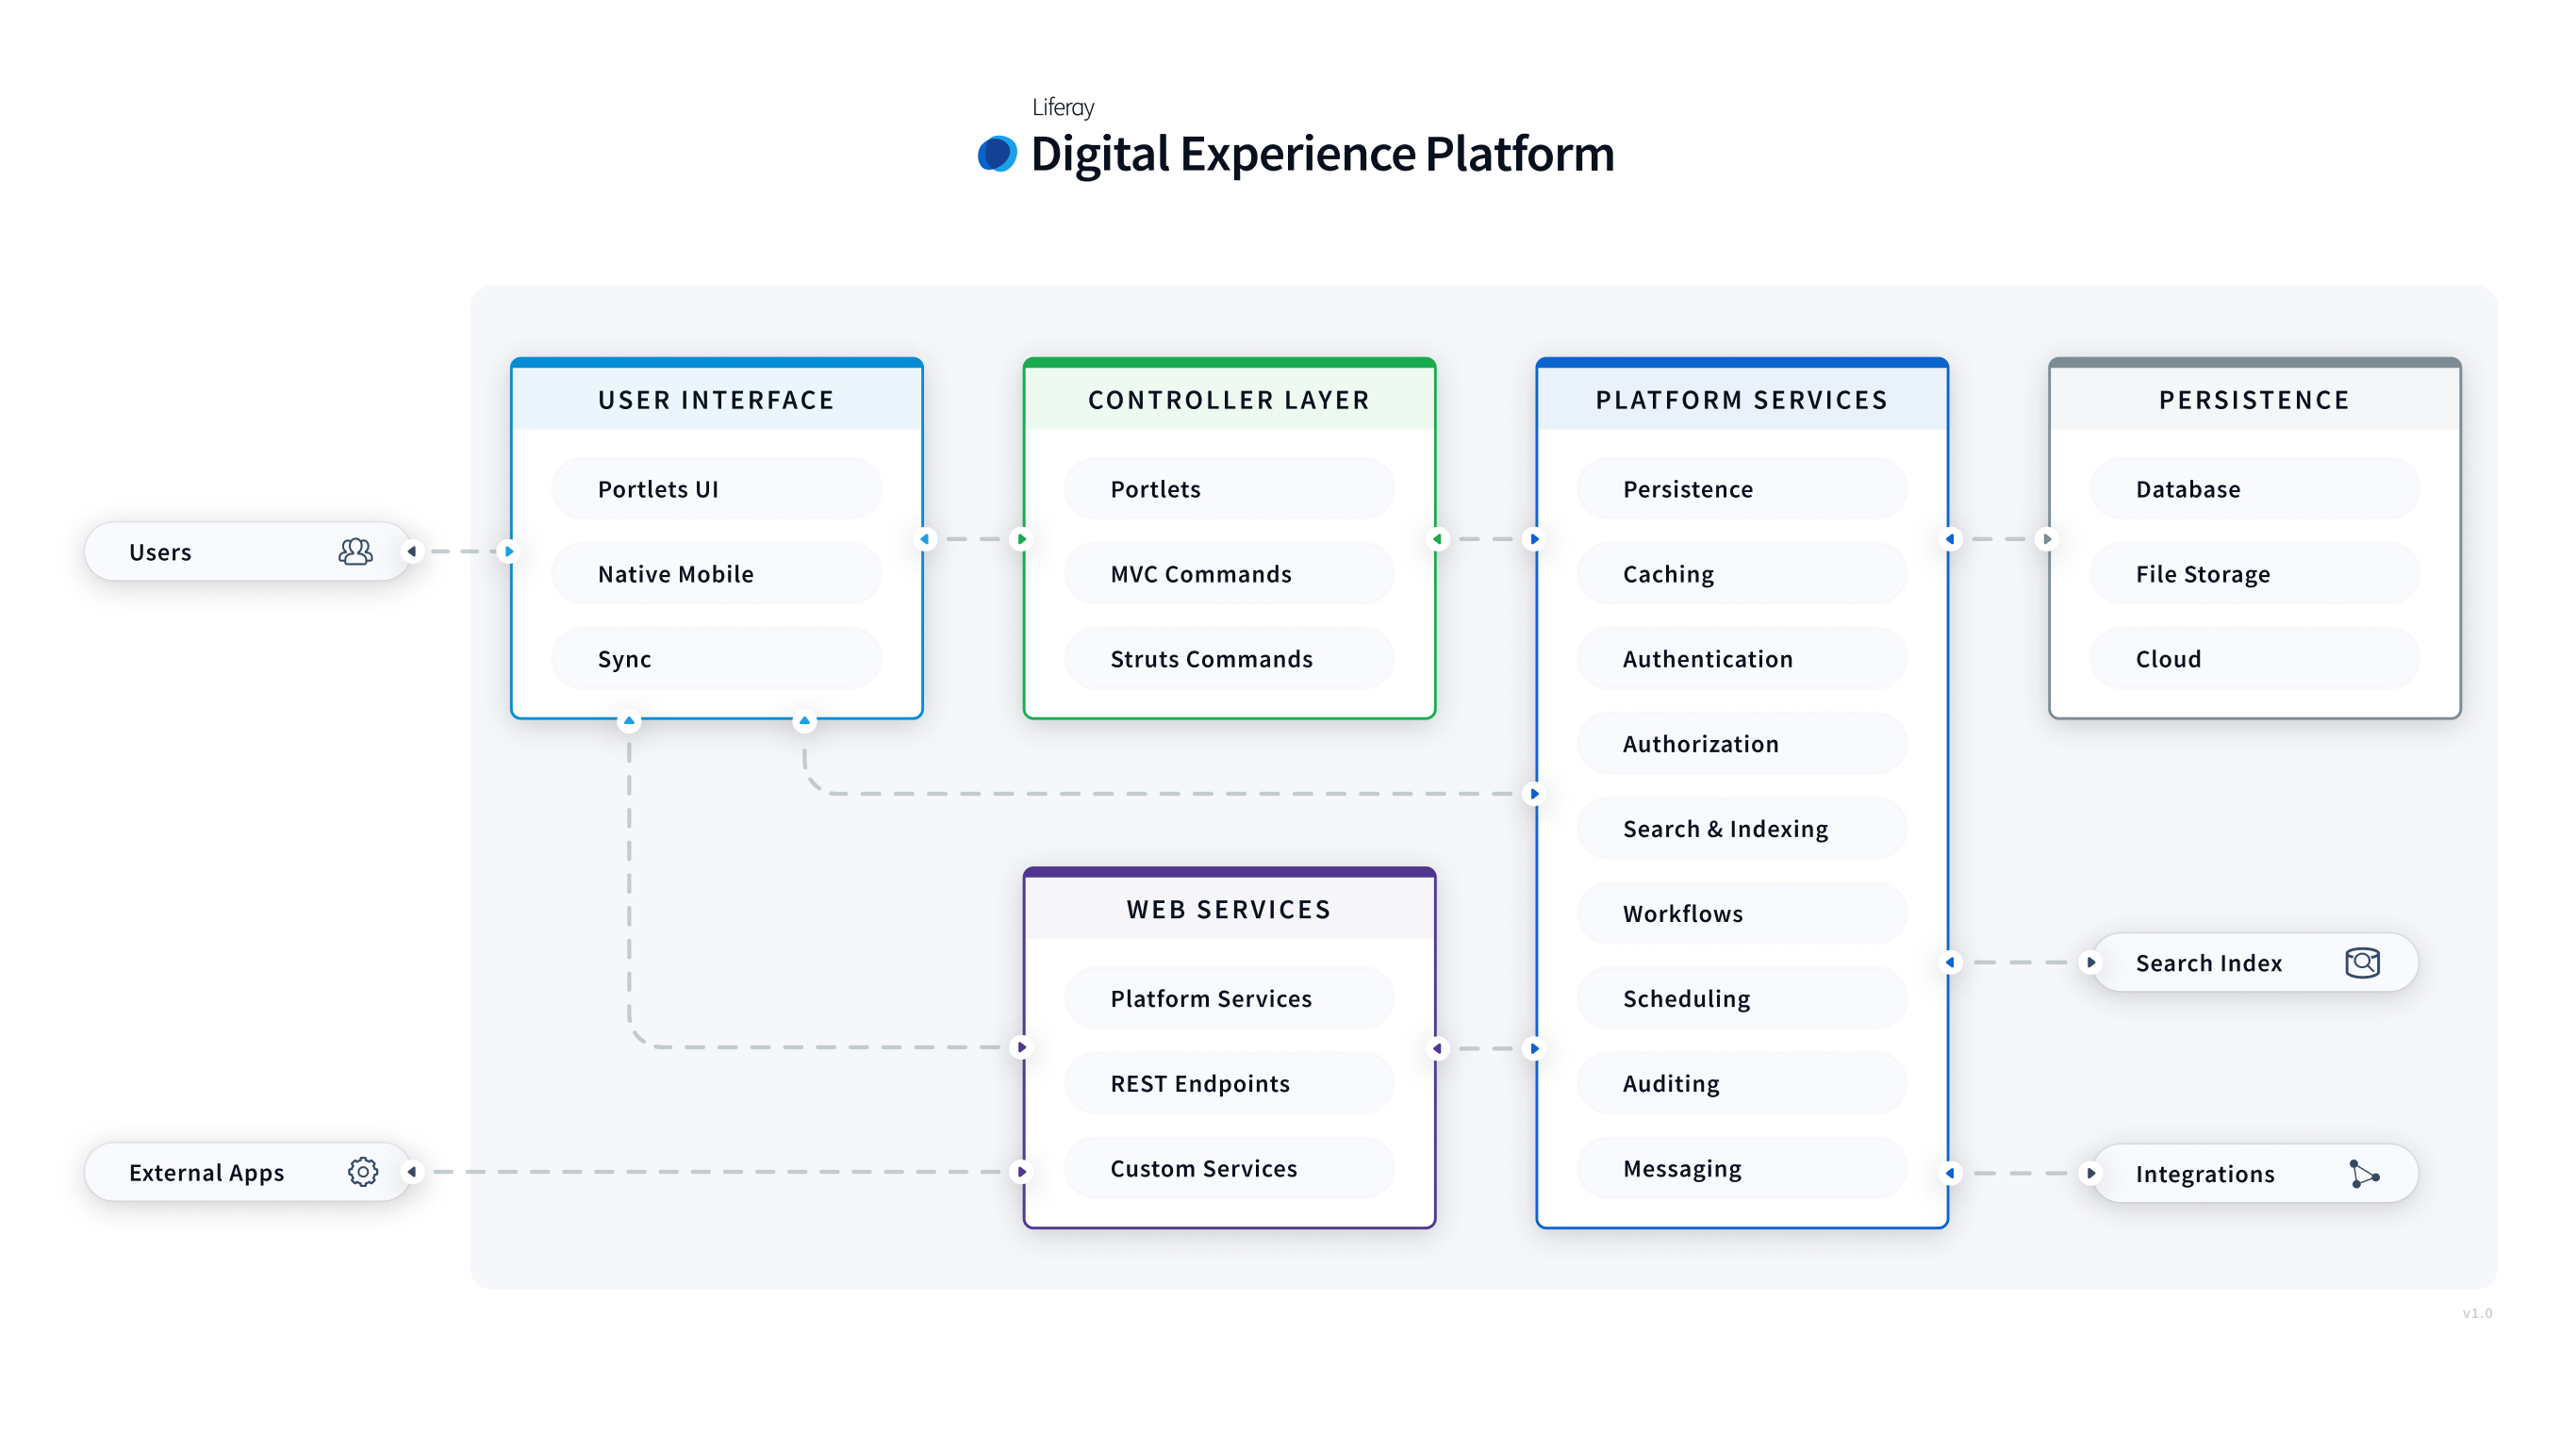 Liferay
Digital Experience Platform
Users
External Apps
USER INTERFACE
Portlets UI
Native Mobile
Sync
CONTROLLER LAYER
Portlets
MVC Commands
Struts Commands
WEB SERVICES
Platform Services
REST Endpoints
Custom Services
PLATFORM SERVICES
Persistence
Caching
Authentication
Authorization
Search & Indexing
Workflows
Scheduling
Auditing
Messaging
PERSISTENCE
Database
File Storage
Cloud
Search Index
Integrations
v1.0